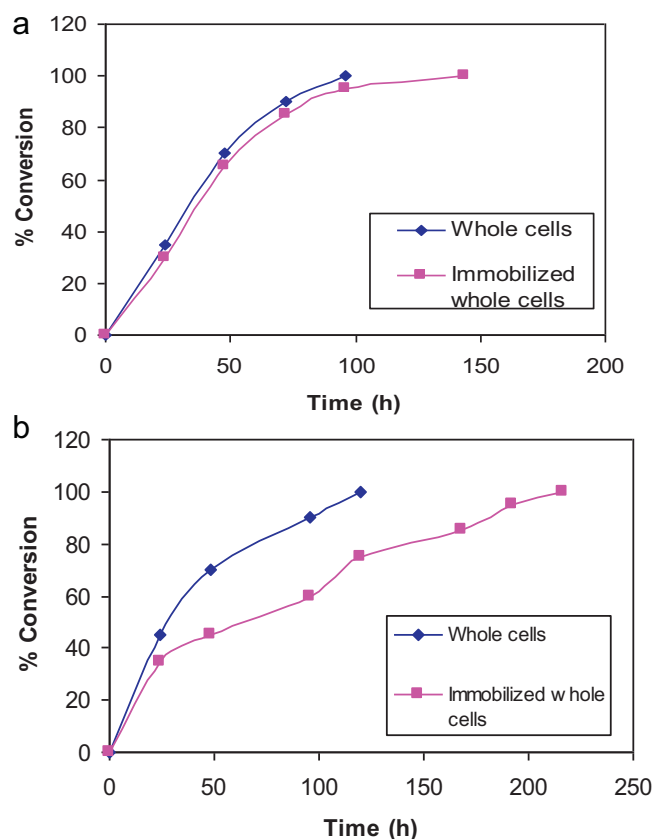 a
120
100
80
60
40
20
0
% Conversion
Whole cells
Immobilized
whole cells
0 50 100 150 200
Time (h)
b
120
100
80
60
40
20
0
% Conversion
Whole cells
Immobilized whole
cells
0 50 100 150 200 250
Time (h)